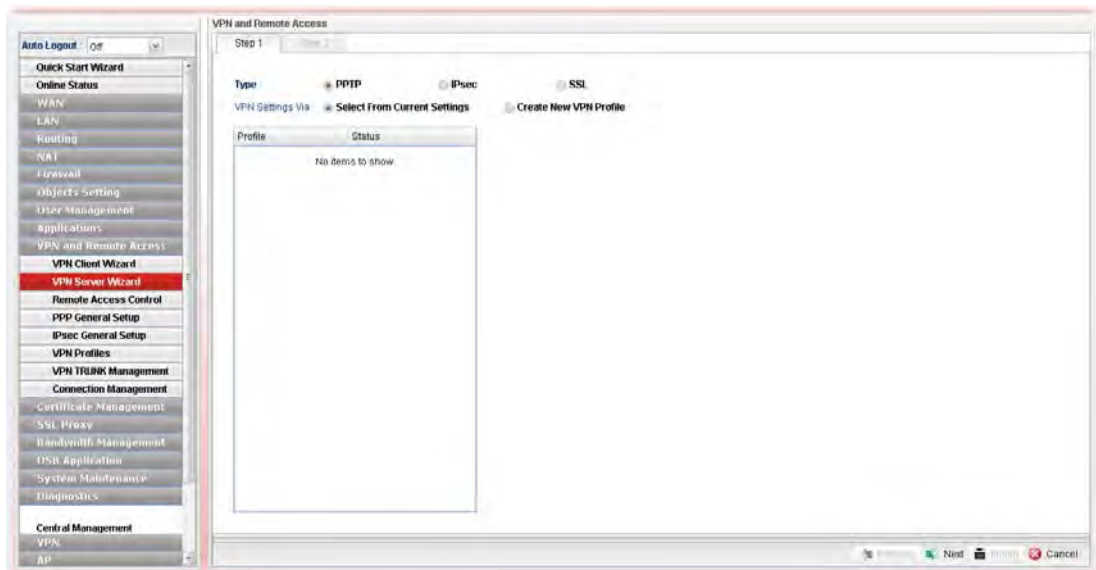 VPN and Remote Access
Auto Logout : Off
Quick Start Wizard
Online Status
WAN
LAN
Routing
NAT
Firewall
Objects Setting
User Management
Applications
VPN and Remote Access
VPN Client Wizard
VPN Server Wizard
Remote Access Control
PPP General Setup
IPsec General Setup
VPN Profiles
VPN TRUNK Management
Connection Management
Certificate Management
SSL Proxy
Bandwidth Management
USB Application
System Maintenance
Diagnostics
Central Management
VPN
AP
Step 1
Step 2
Type PPTP IPsec SSL
VPN Settings Via Select From Current Settings Create New VPN Profile
Profile Status
No items to show.
Next Cancel